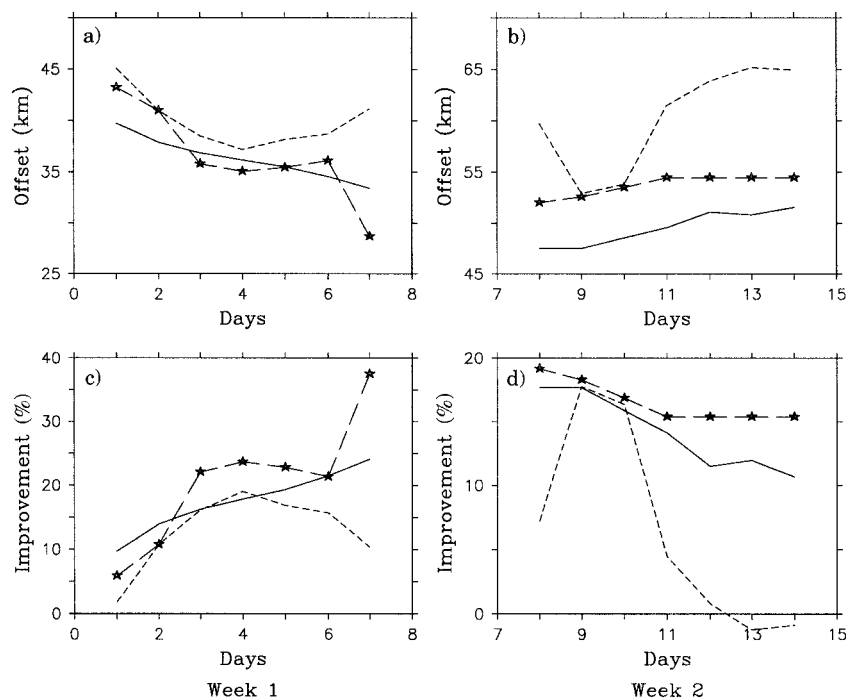 a)
45
35
25
Offset (km)
0 2 4 6 8
Days
b)
65
55
45
Offset (km)
7 9 11 13 15
Days
c)
40
30
20
10
0
Improvement (%)
0 2 4 6 8
Days
Week 1
d)
20
10
0
Improvement (%)
7 9 11 13 15
Days
Week 2